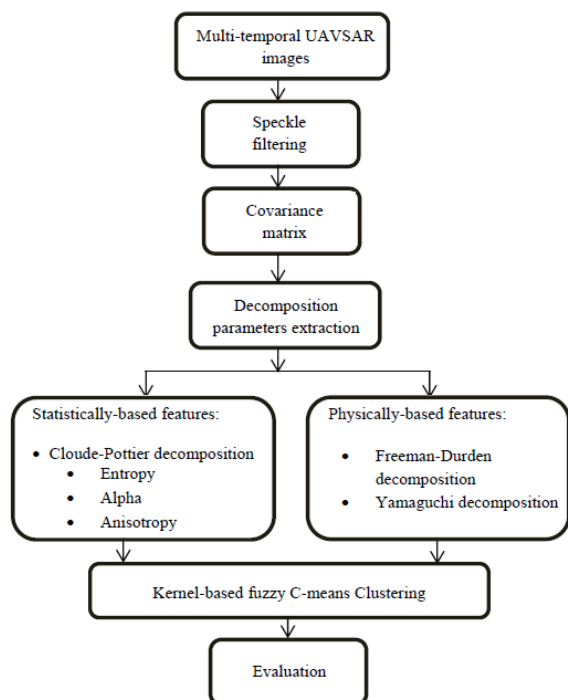 Multi-temporal UAVSAR
images
Speckle
filtering
Covariance
matrix
Decomposition
parameters extraction
Statistically-based features:
• Cloude-Pottier decomposition
• Entropy
• Alpha
• Anisotropy
Physically-based features:
• Freeman-Durden
decomposition
• Yamaguchi decomposition
Kernel-based fuzzy C-means Clustering
Evaluation